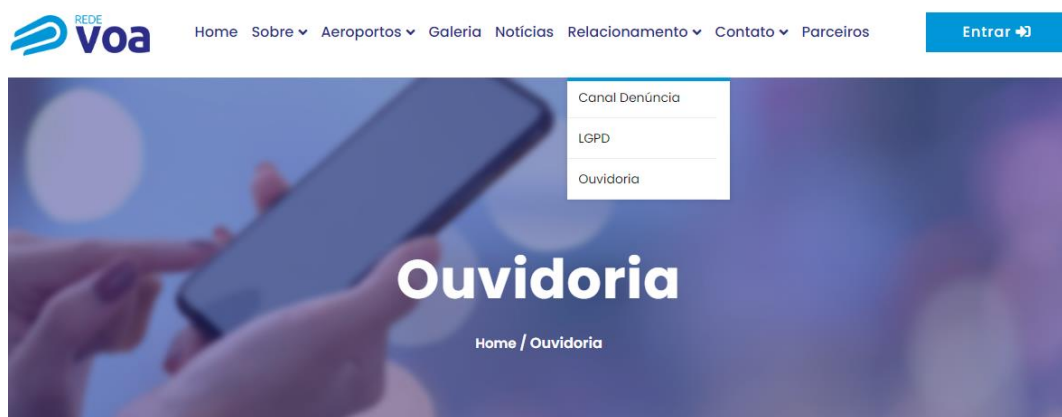 REDE
voa
Home Sobre Aeroportos Galeria Notícias Relacionamento Contato Parceiros Entrar
Canal Denúncia
LGPD
Ouvidoria
Ouvidoria
Home / Ouvidoria